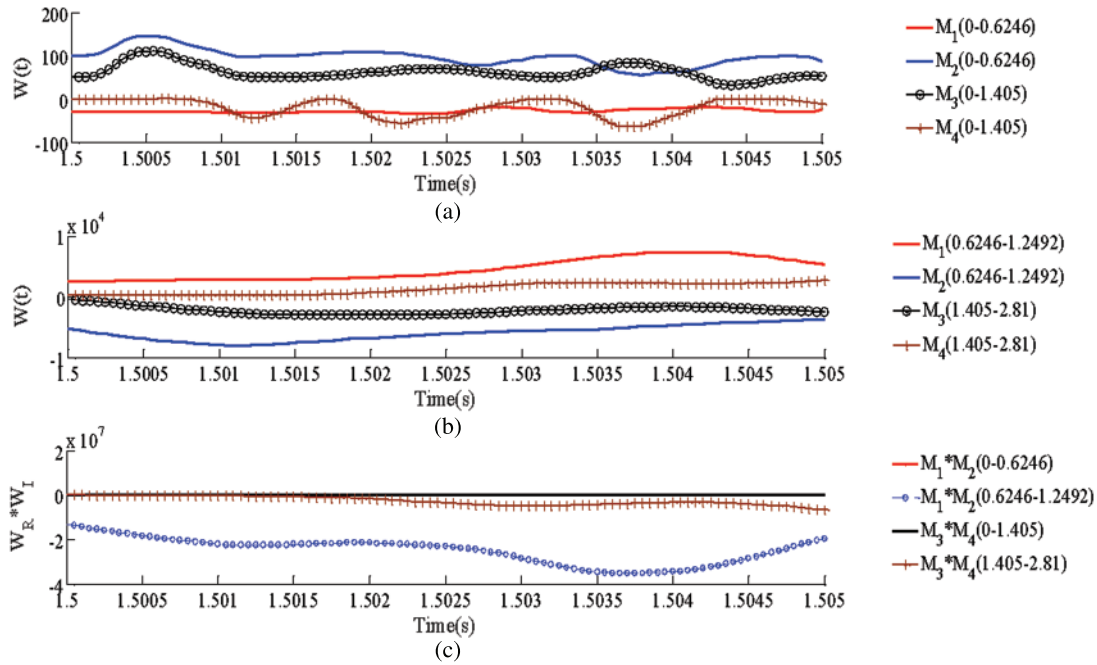 200
100
0
-100
W(t)
1.5 1.5005 1.501 1.5015 1.502 1.5025 1.503 1.5035 1.504 1.5045 1.505
Time(s)
(a)
M1(0-0.6246)
M2(0-0.6246)
M3(0-1.405)
M4(0-1.405)
x 10^4
1
0
-1
W(t)
1.5 1.5005 1.501 1.5015 1.502 1.5025 1.503 1.5035 1.504 1.5045 1.505
Time(s)
(b)
M1(0.6246-1.2492)
M2(0.6246-1.2492)
M3(1.405-2.81)
M4(1.405-2.81)
x 10^7
2
0
-2
-4
WR*WI
1.5 1.5005 1.501 1.5015 1.502 1.5025 1.503 1.5035 1.504 1.5045 1.505
Time(s)
(c)
M1*M2(0-0.6246)
M1*M2(0.6246-1.2492)
M3*M4(0-1.405)
M3*M4(1.405-2.81)